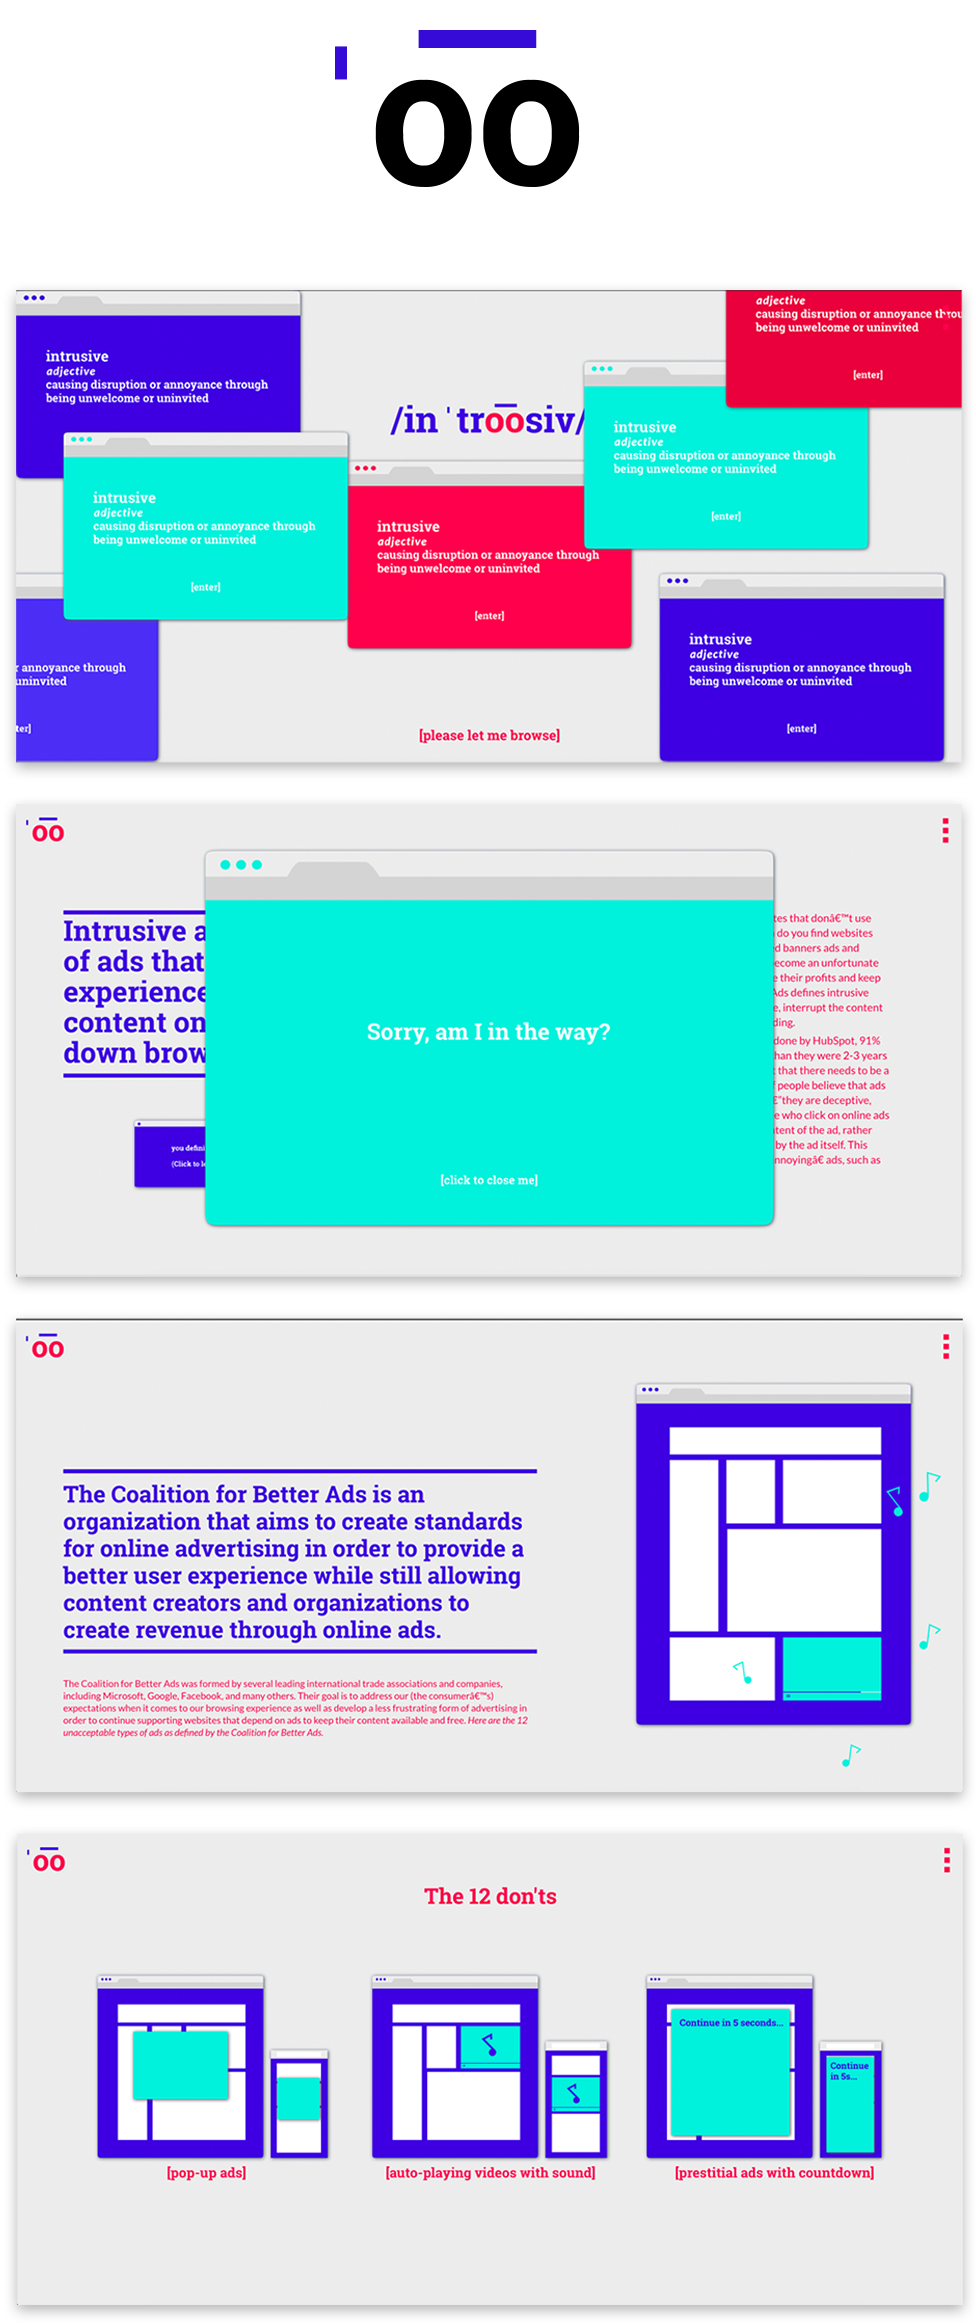 'o͞o
intrusive
adjective
causing disruption or annoyance through
being unwelcome or uninvited
adjective
causing disruption or annoyance throu
being unwelcome or uninvited
[enter]
/in ˈtro͞osiv/
intrusive
adjective
causing disruption or annoyance through
being unwelcome or uninvited
[enter]
intrusive
adjective
causing disruption or annoyance through
being unwelcome or uninvited
[enter]
intrusive
adjective
causing disruption or annoyance through
being unwelcome or uninvited
[enter]
r annoyance through
uninvited
ter]
intrusive
adjective
causing disruption or annoyance through
being unwelcome or uninvited
[enter]
[please let me browse]
'o͞o
Intrusive a
of ads that
experience
content on
down brow
you defini
(Click to le
Sorry, am I in the way?
[click to close me]
tes that donâ€™t use
do you find websites
d banners ads and
ecome an unfortunate
e their profits and keep
Ads defines intrusive
e, interrupt the content
ding.
done by HubSpot, 91%
han they were 2-3 years
that there needs to be a
people believe that ads
€"they are deceptive,
e who click on online ads
tent of the ad, rather
by the ad itself. This
nnoyingâ€ ads, such as
'o͞o
The Coalition for Better Ads is an
organization that aims to create standards
for online advertising in order to provide a
better user experience while still allowing
content creators and organizations to
create revenue through online ads.
The Coalition for Better Ads was formed by several leading international trade associations and companies,
including Microsoft, Google, Facebook, and many others. Their goal is to address our (the consumerâ€™s)
expectations when it comes to our browsing experience as well as develop a less frustrating form of advertising in
order to continue supporting websites that depend on ads to keep their content available and free. Here are the 12
unacceptable types of ads as defined by the Coalition for Better Ads.
'o͞o
The 12 don'ts
Continue in 5 seconds...
Continue
in 5s...
[pop-up ads]
[auto-playing videos with sound]
[prestitial ads with countdown]